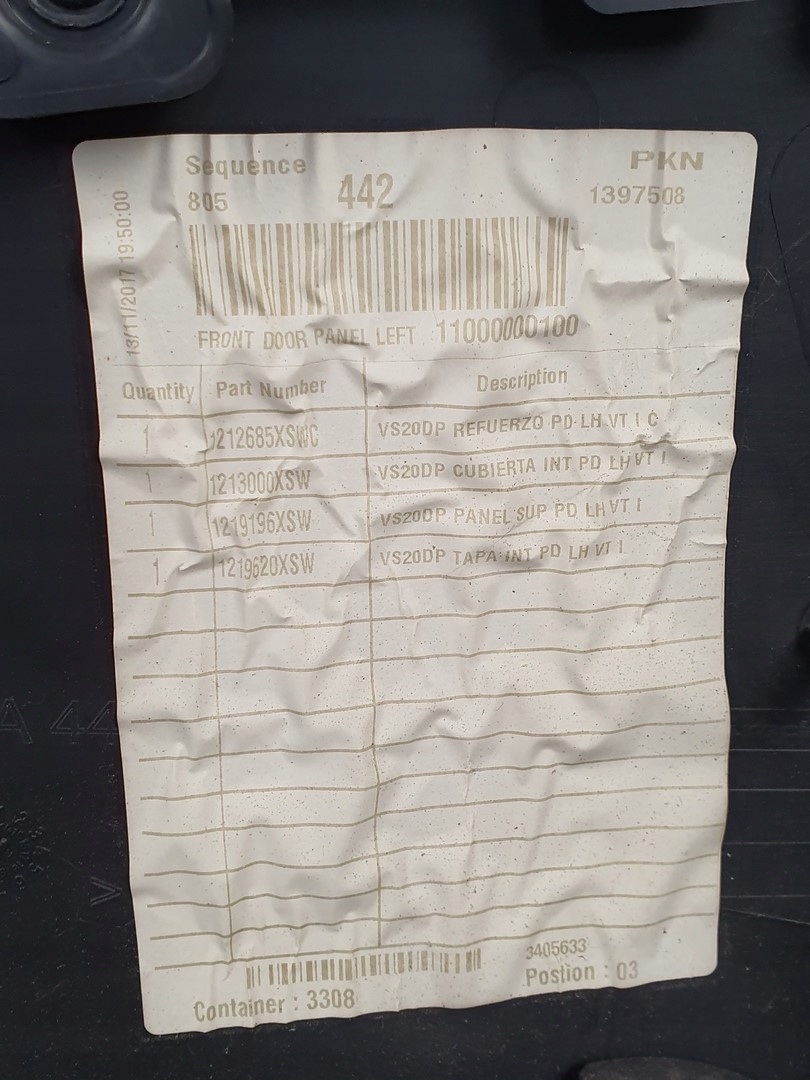 Sequence PKN
805 442 1397508
13/11/2017 19:50:00
FRONT DOOR PANEL LEFT 11000000100
Quantity Part Number Description
1 1212685XSWC VS20DP REFUERZO PD LH VT I C
1 1213000XSW VS20DP CUBIERTA INT PD LH VT I
1 1219196XSW VS20DP PANEL SUP PD LH VT I
1 1219620XSW VS20DP TAPA INT PD LH VT I
3405633
Container : 3308 Postion : 03